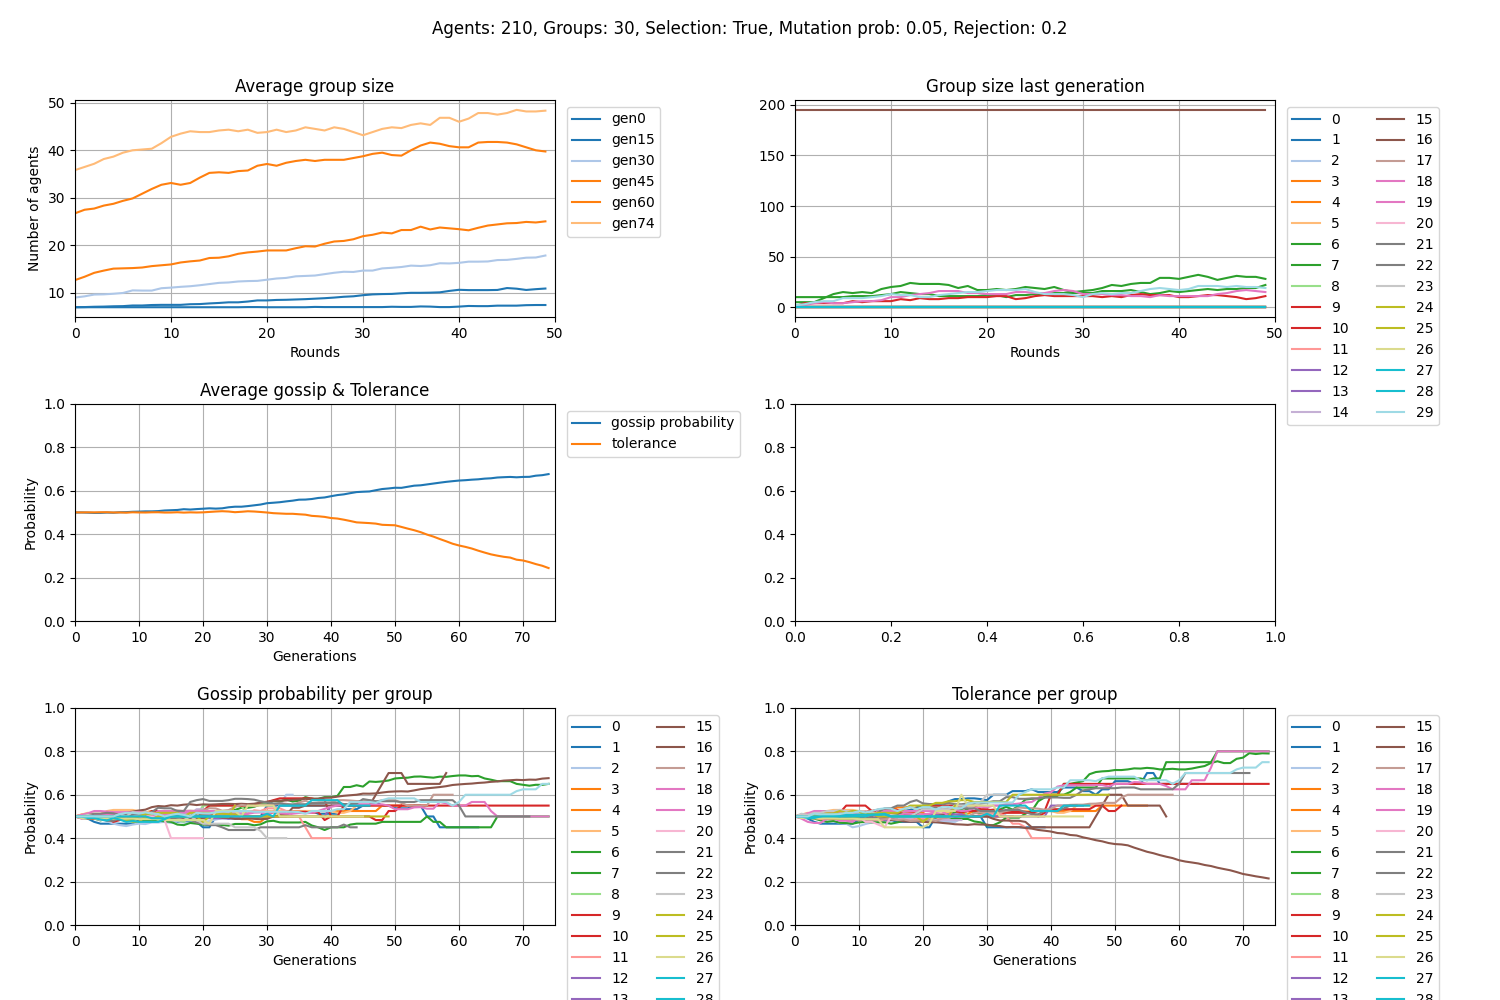 Agents: 210, Groups: 30, Selection: True, Mutation prob: 0.05, Rejection: 0.2
Average group size
Number of agents
50
40
30
20
10
0 10 20 30 40 50
Rounds
gen0
gen15
gen30
gen45
gen60
gen74
Group size last generation
200
150
100
50
0
0 10 20 30 40 50
Rounds
0 15
1 16
2 17
3 18
4 19
5 20
6 21
7 22
8 23
9 24
10 25
11 26
12 27
13 28
14 29
Average gossip & Tolerance
Probability
1.0
0.8
0.6
0.4
0.2
0.0
0 10 20 30 40 50 60 70
Generations
gossip probability
tolerance
1.0
0.8
0.6
0.4
0.2
0.0
0.0 0.2 0.4 0.6 0.8 1.0
Gossip probability per group
Probability
1.0
0.8
0.6
0.4
0.2
0.0
0 10 20 30 40 50 60 70
Generations
0 15
1 16
2 17
3 18
4 19
5 20
6 21
7 22
8 23
9 24
10 25
11 26
12 27
13 28
Tolerance per group
Probability
1.0
0.8
0.6
0.4
0.2
0.0
0 10 20 30 40 50 60 70
Generations
0 15
1 16
2 17
3 18
4 19
5 20
6 21
7 22
8 23
9 24
10 25
11 26
12 27
13 28